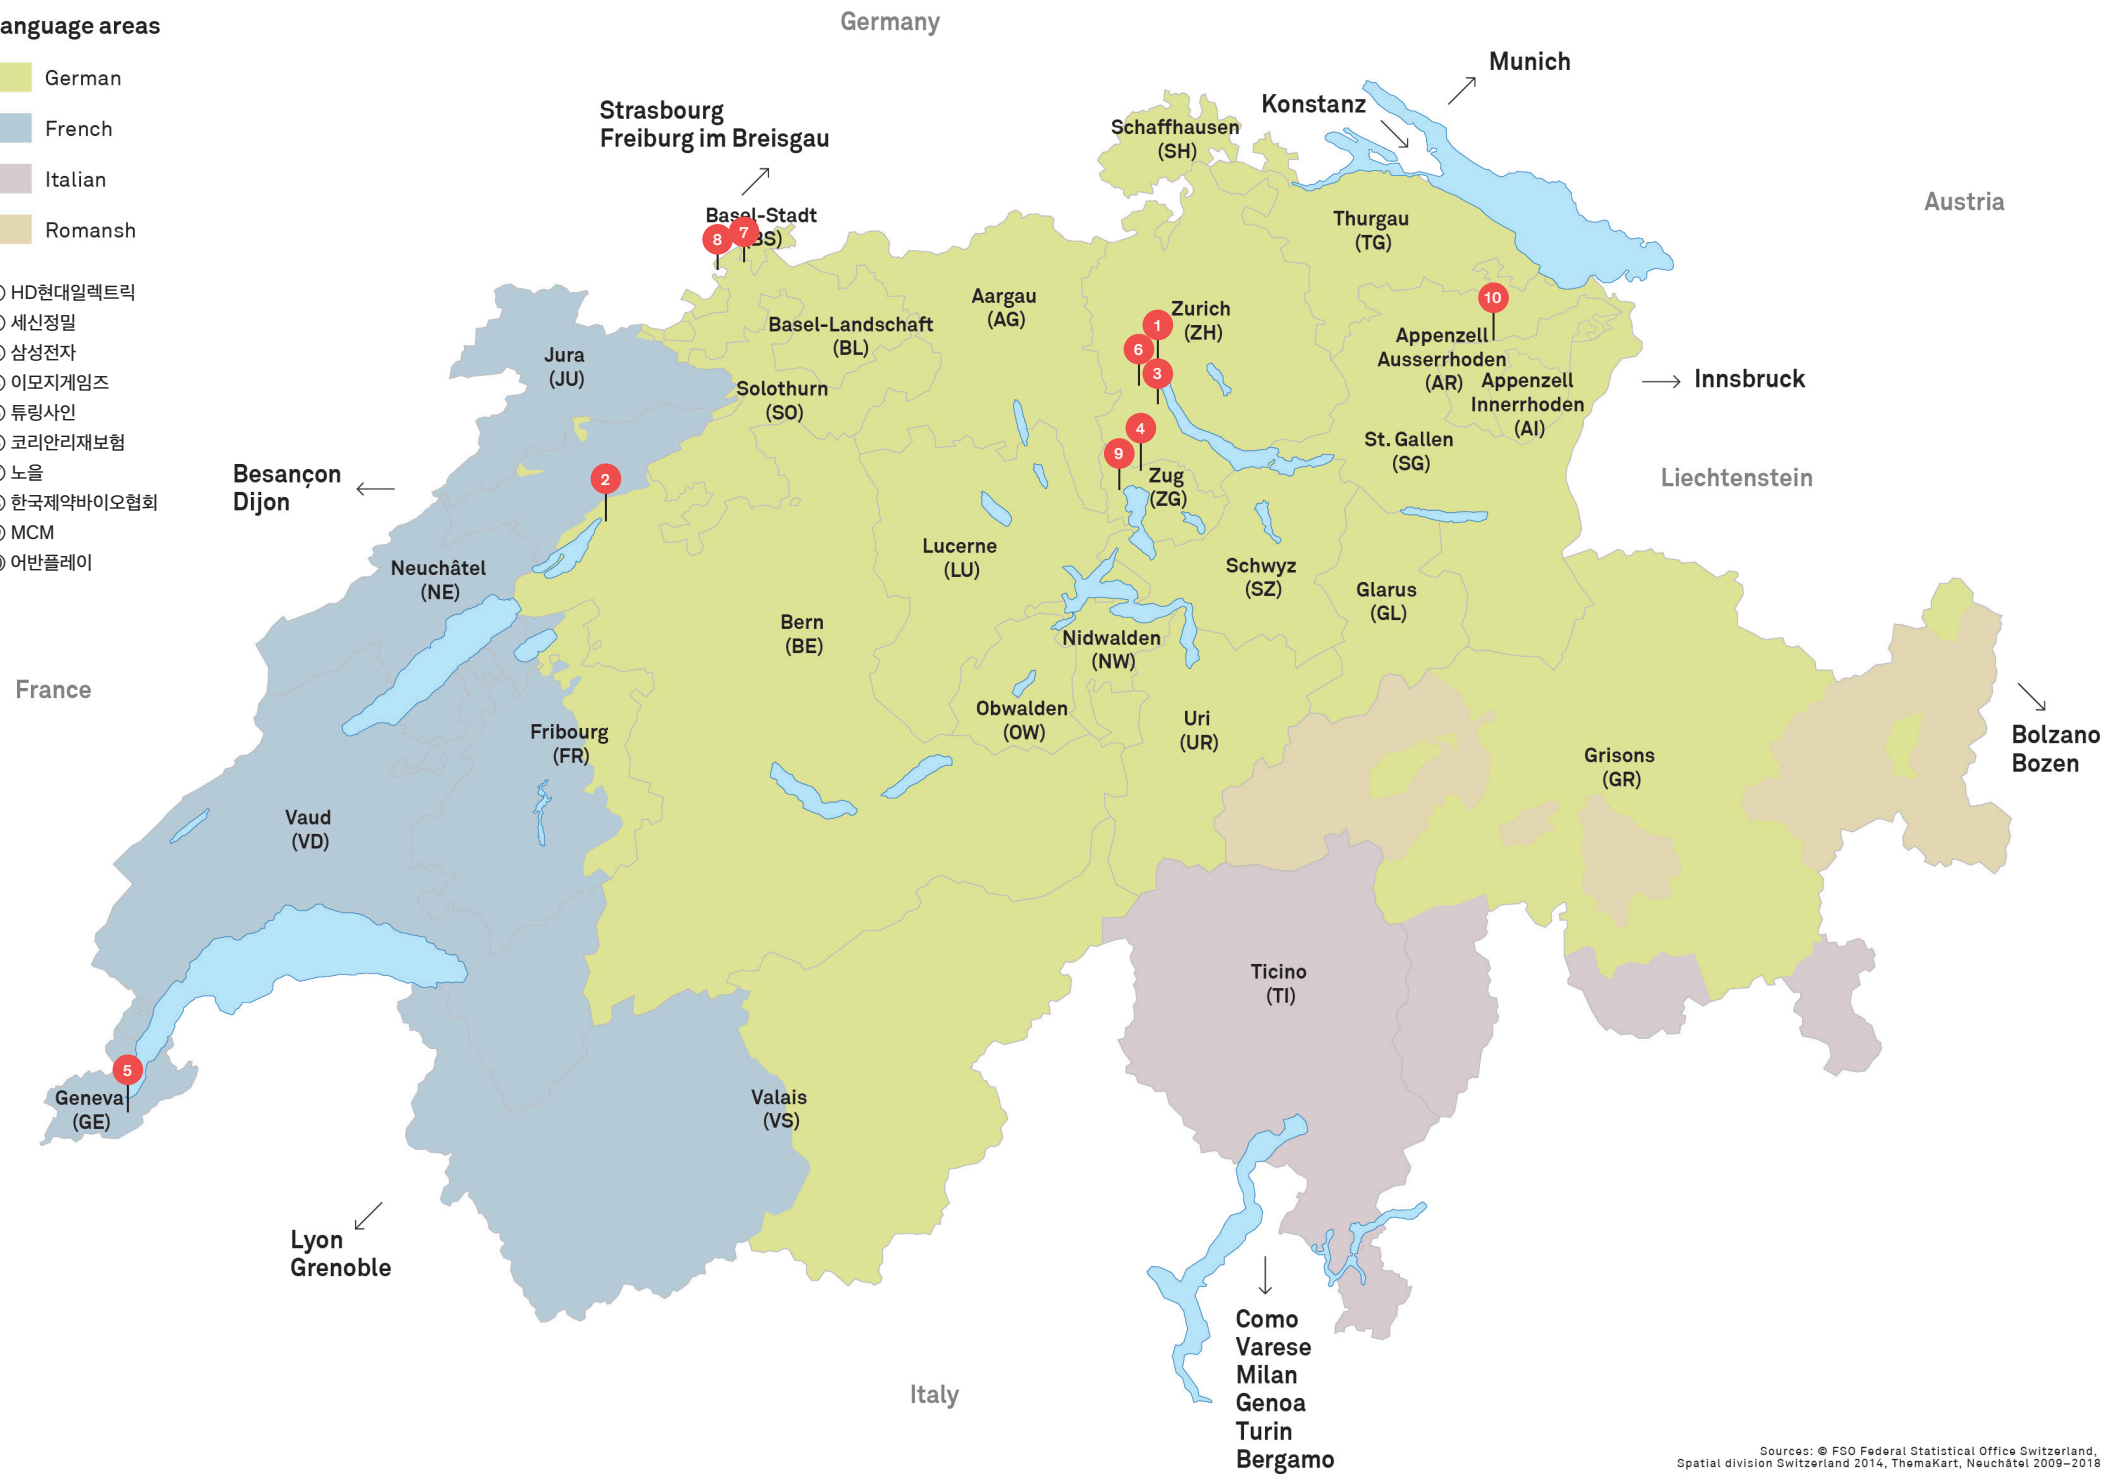 anguage areas
German
French
Italian
Romansh
HD현대일렉트릭
세신정밀
삼성전자
이모지게임즈
튜링사인
코리안리재보험
노을
한국제약바이오협회
MCM
어반플레이
Germany
Munich
Konstanz
Strasbourg
Freiburg im Breisgau
Schaffhausen
(SH)
Austria
Basel-Stadt
(BS)
8
7
Thurgau
(TG)
Aargau
(AG)
Zurich
(ZH)
1
6
3
10
Basel-Landschaft
(BL)
Appenzell
Ausserrhoden
(AR)
Appenzell
Innerrhoden
(AI)
Innsbruck
Jura
(JU)
Solothurn
(SO)
4
9
St. Gallen
(SG)
Besançon
Dijon
2
Zug
(ZG)
Liechtenstein
Neuchâtel
(NE)
Lucerne
(LU)
Schwyz
(SZ)
Glarus
(GL)
Bern
(BE)
Nidwalden
(NW)
France
Obwalden
(OW)
Uri
(UR)
Fribourg
(FR)
Grisons
(GR)
Bolzano
Bozen
Vaud
(VD)
Ticino
(TI)
5
Geneva
(GE)
Valais
(VS)
Lyon
Grenoble
Como
Varese
Milan
Genoa
Turin
Bergamo
Italy
Sources: © FSO Federal Statistical Office Switzerland,
Spatial division Switzerland 2014, ThemaKart, Neuchâtel 2009–2018